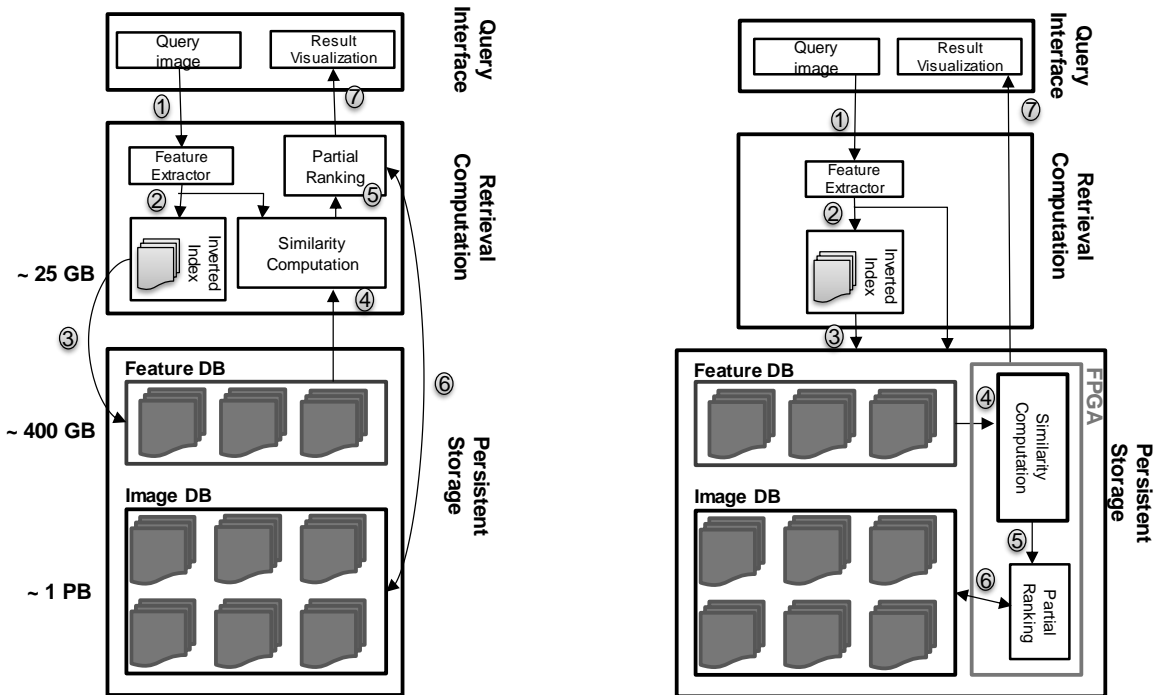 Query
image
Result
Visualization
Query
Interface
①
⑦
Feature
Extractor
Partial
Ranking
②
⑤
Inverted
Index
Similarity
Computation
Retrieval
Computation
~ 25 GB
④
③
⑥
Feature DB
~ 400 GB
Image DB
~ 1 PB
Persistent
Storage
Query
image
Result
Visualization
Query
Interface
①
⑦
Feature
Extractor
②
Inverted
Index
Retrieval
Computation
③
Feature DB
FPGA
④
Similarity
Computation
Image DB
⑤
⑥
Partial
Ranking
Persistent
Storage